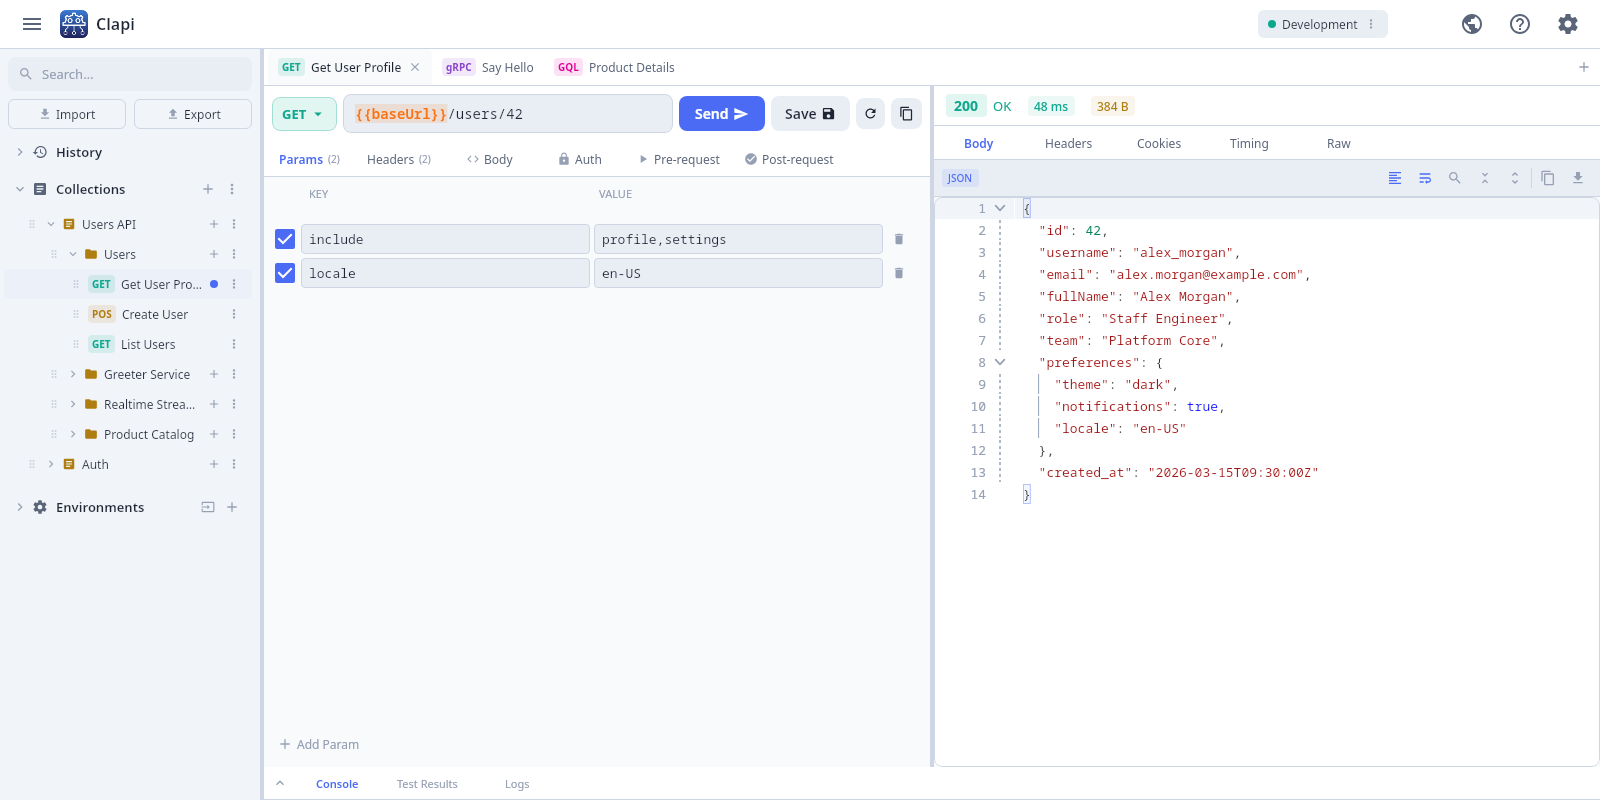 Clapi
Development
Search...
Import
Export
History
Collections
Users API
Users
GET Get User Pro...
POS Create User
GET List Users
Greeter Service
Realtime Strea...
Product Catalog
Auth
Environments
GET Get User Profile
gRPC Say Hello
GQL Product Details
GET
{{baseUrl}}/users/42
Send
Save
Params (2)
Headers (2)
Body
Auth
Pre-request
Post-request
KEY VALUE
include profile,settings
locale en-US
Add Param
200 OK 48 ms 384 B
Body Headers Cookies Timing Raw
JSON
1 {
2 "id": 42,
3 "username": "alex_morgan",
4 "email": "alex.morgan@example.com",
5 "fullName": "Alex Morgan",
6 "role": "Staff Engineer",
7 "team": "Platform Core",
8 "preferences": {
9 "theme": "dark",
10 "notifications": true,
11 "locale": "en-US"
12 },
13 "created_at": "2026-03-15T09:30:00Z"
14 }
Console Test Results Logs